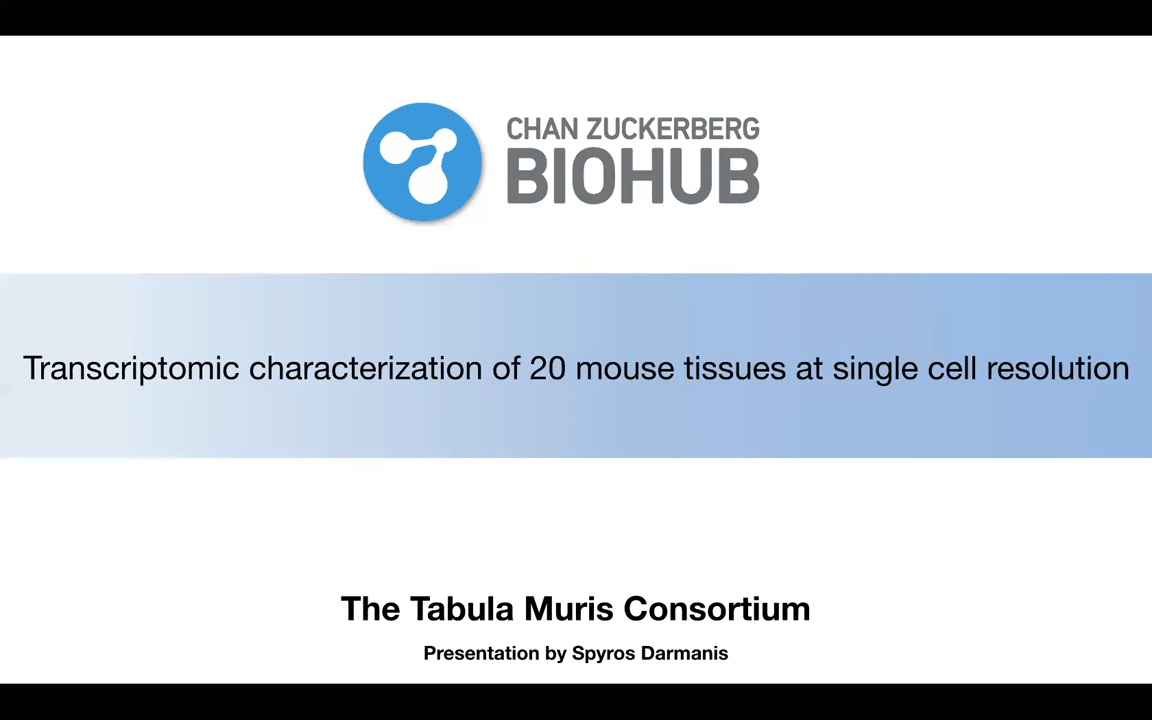 CHAN ZUCKERBERG
BIOHUB
Transcriptomic characterization of 20 mouse tissues at single cell resolution
The Tabula Muris Consortium
Presentation by Spyros Darmanis